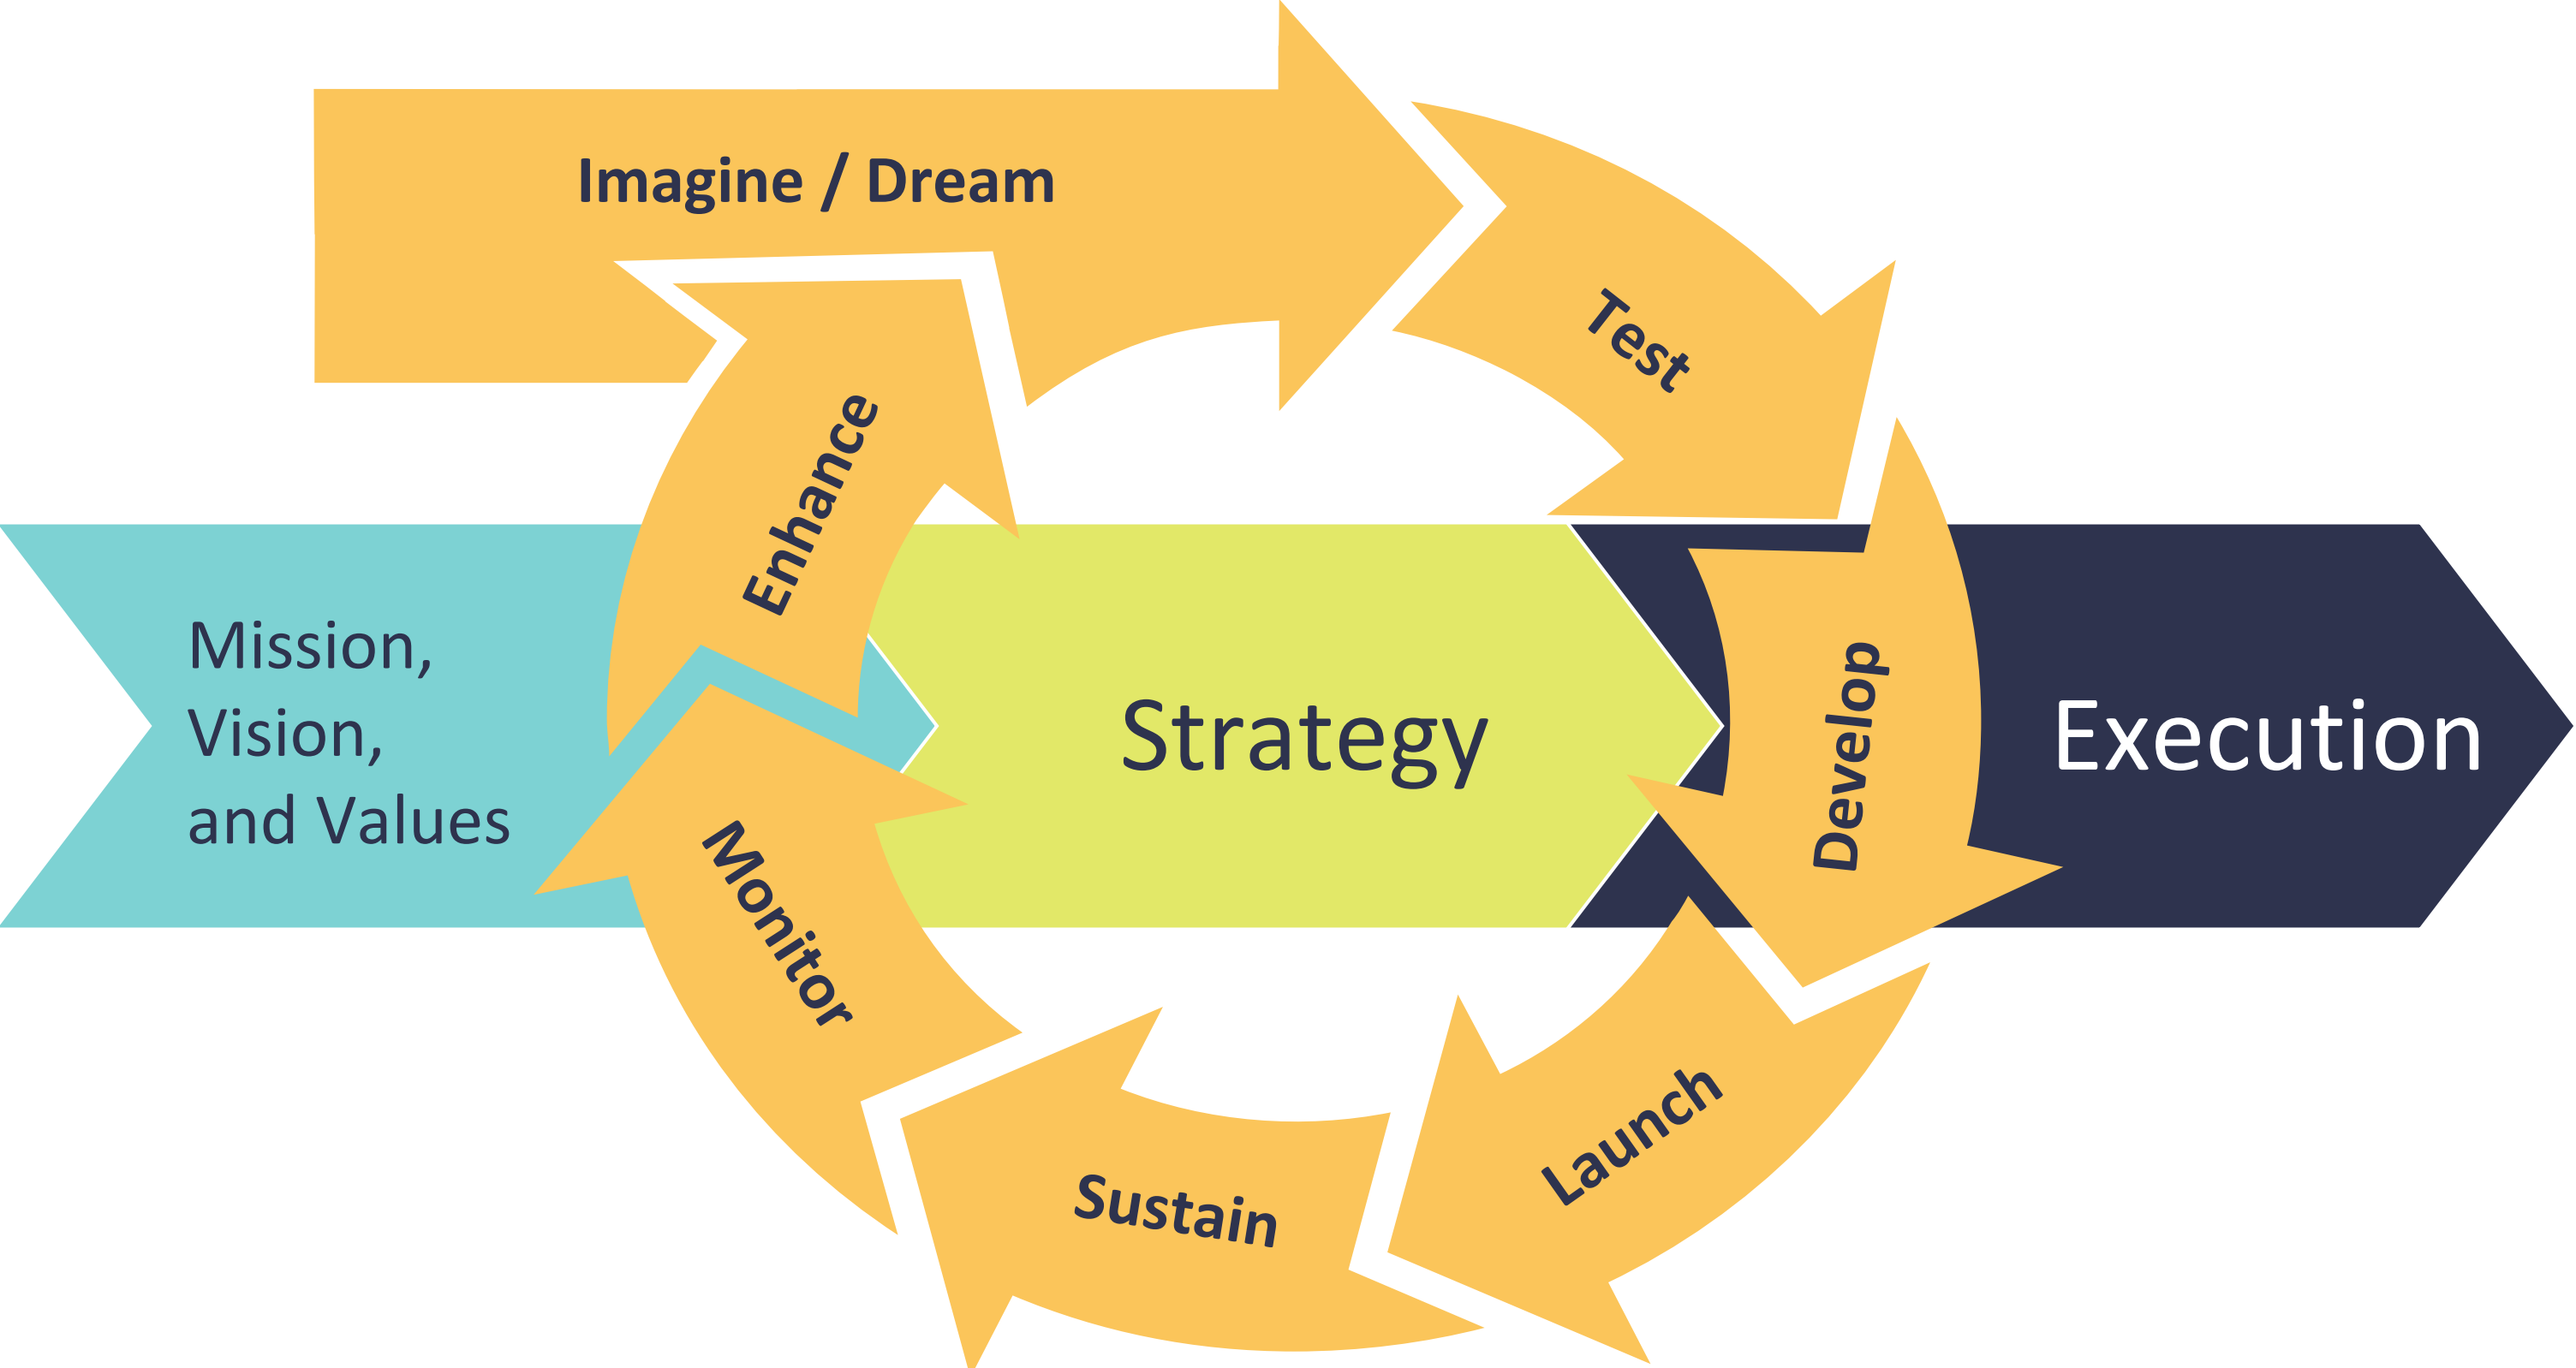 Imagine / Dream
Test
Enhance
Mission,
Vision,
and Values
Strategy
Develop
Execution
Monitor
Launch
Sustain